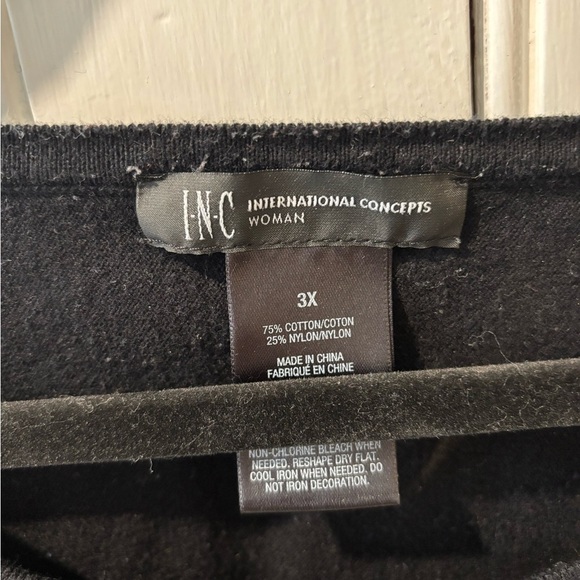 I·N·C INTERNATIONAL CONCEPTS
WOMAN
3X
75% COTTON/COTON
25% NYLON/NYLON
MADE IN CHINA
FABRIQUÉ EN CHINE
NON-CHLORINE BLEACH WHEN
NEEDED. RESHAPE DRY FLAT.
COOL IRON WHEN NEEDED. DO
NOT IRON DECORATION.